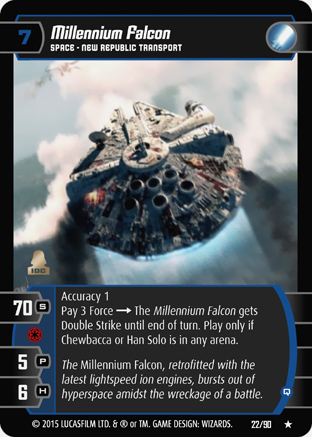 7
Millennium Falcon
SPACE - NEW REPUBLIC TRANSPORT
IDC
70 S
5 P
6 H
Accuracy 1
Pay 3 Force → The Millennium Falcon gets
Double Strike until end of turn. Play only if
Chewbacca or Han Solo is in any arena.
The Millennium Falcon, retrofitted with the
latest lightspeed ion engines, bursts out of
hyperspace amidst the wreckage of a battle.
© 2015 LUCASFILM LTD. & ® or TM. GAME DESIGN: WIZARDS.
22/90